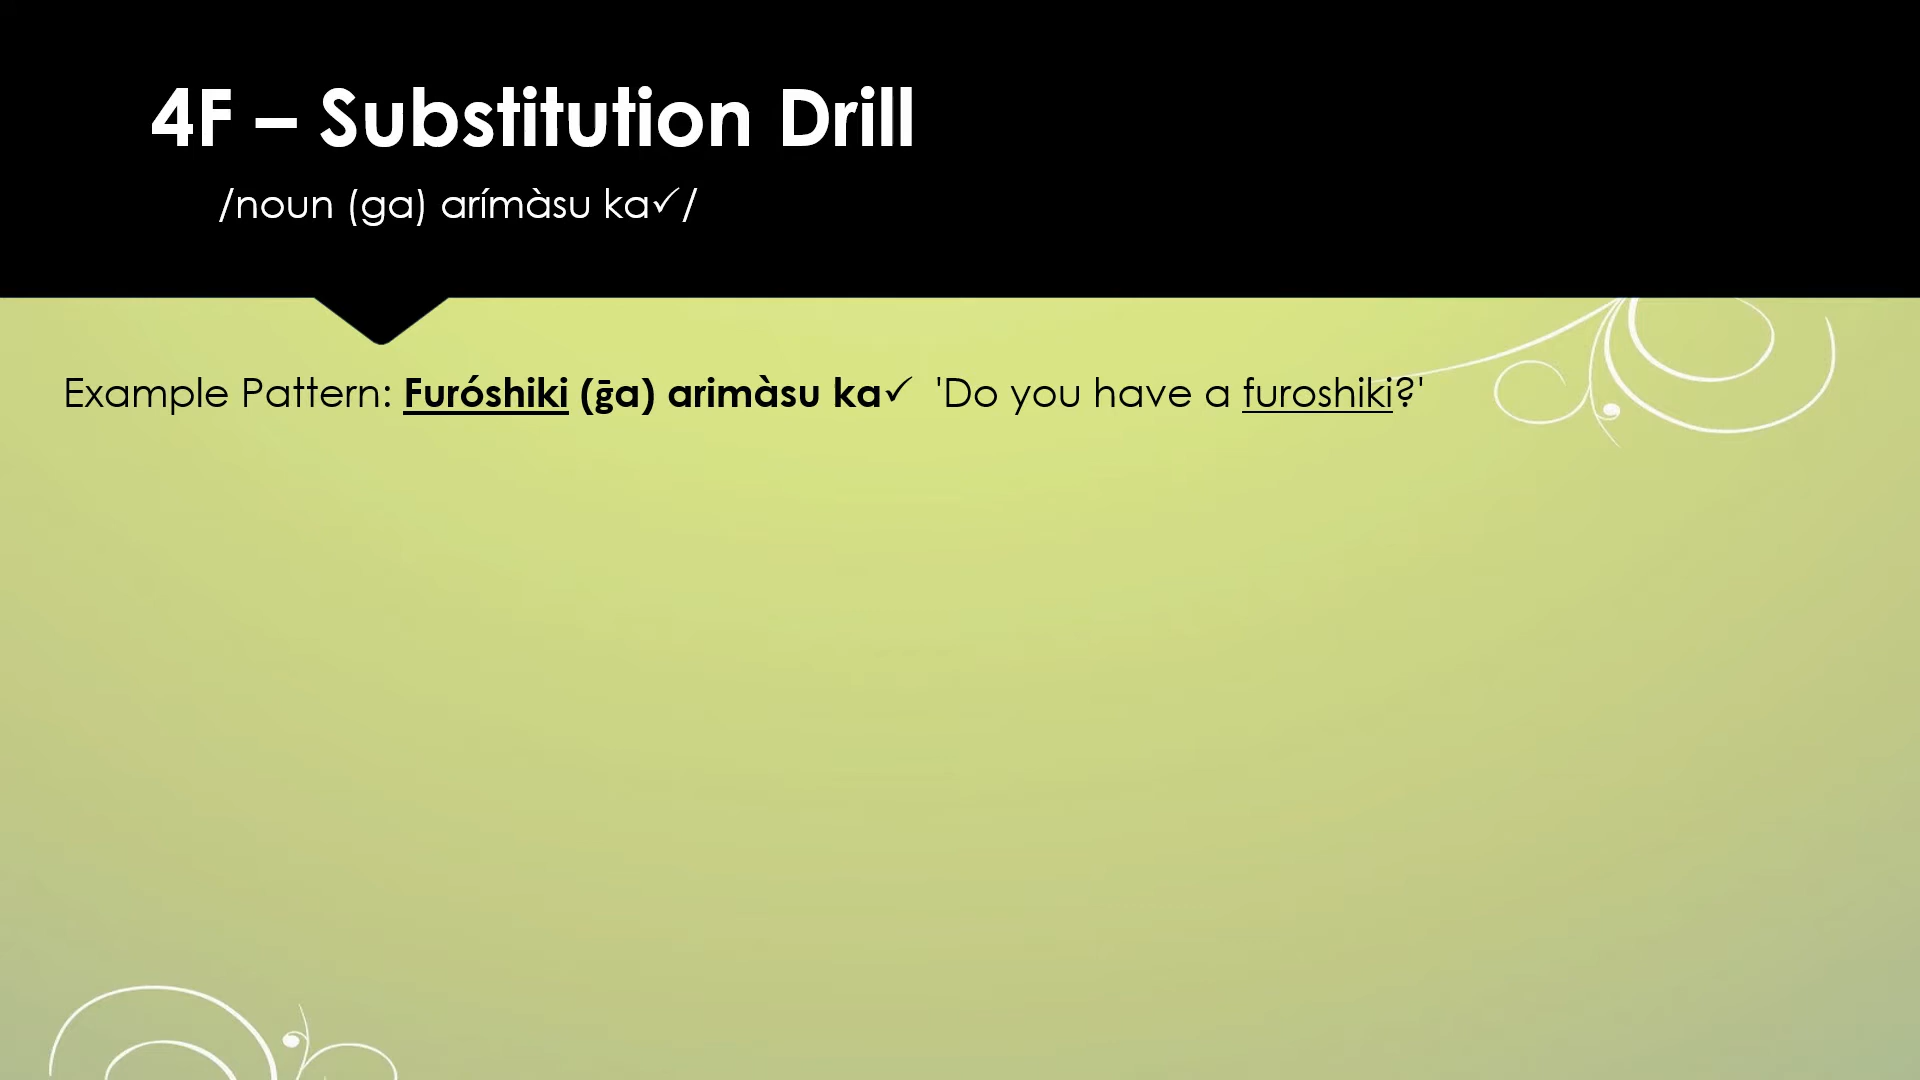 4F – Substitution Drill
/noun (ga) arímàsu ka✓/
Example Pattern: Furóshiki (ḡa) arimàsu ka✓ 'Do you have a furoshiki?'